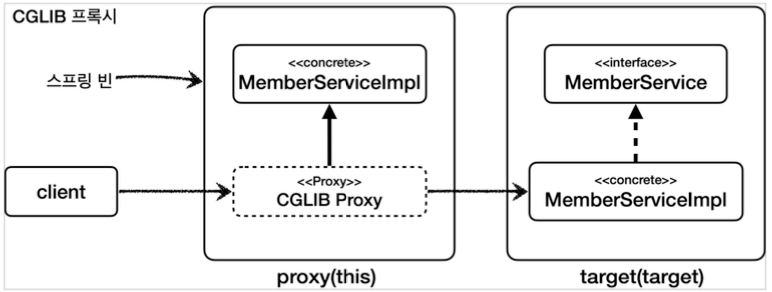 CGLIB 프록시
스프링 빈
<<concrete>>
MemberServiceImpl
<<interface>>
MemberService
client
<<Proxy>>
CGLIB Proxy
<<concrete>>
MemberServiceImpl
proxy(this)
target(target)